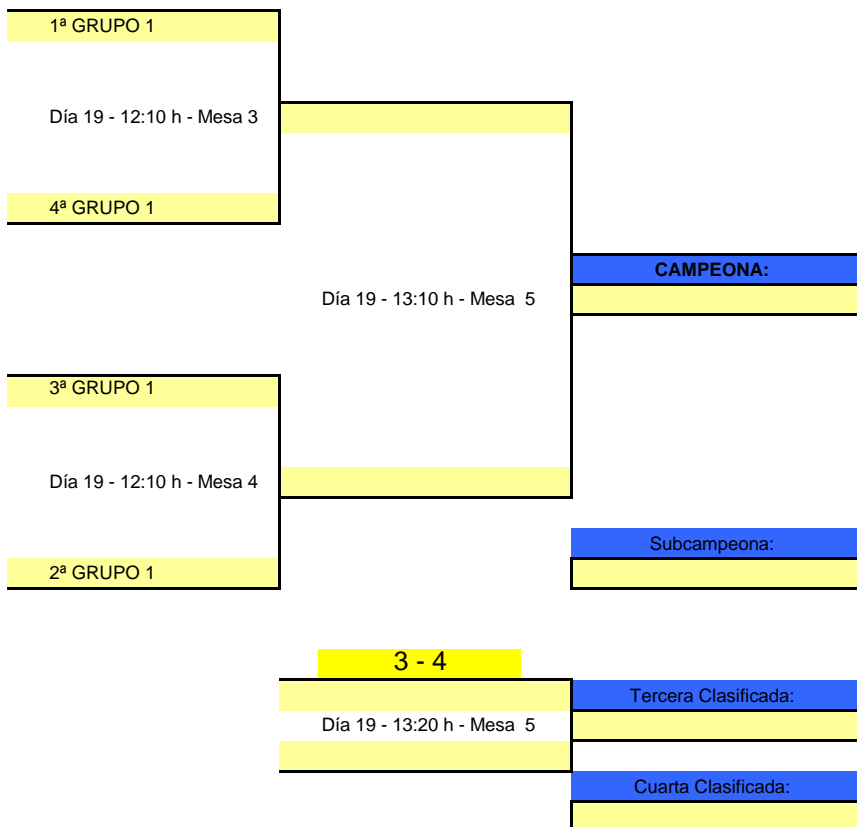 1ª GRUPO 1
Día 19 - 12:10 h - Mesa 3
4ª GRUPO 1
CAMPEONA:
Día 19 - 13:10 h - Mesa 5
3ª GRUPO 1
Día 19 - 12:10 h - Mesa 4
Subcampeona:
2ª GRUPO 1
3 - 4
Tercera Clasificada:
Día 19 - 13:20 h - Mesa 5
Cuarta Clasificada: